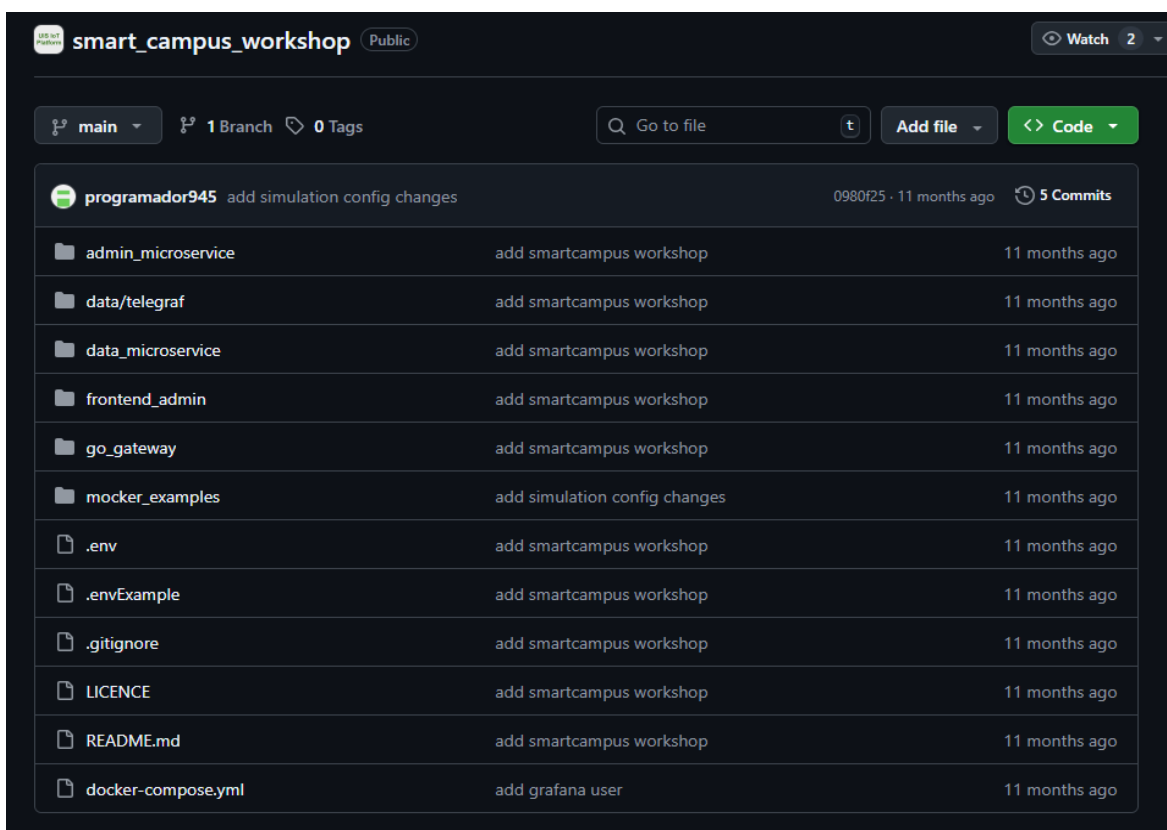 UIS IoT
Platform
smart_campus_workshop Public
Watch 2
main 1 Branch 0 Tags
Go to file t
Add file
Code
programador945 add simulation config changes 0980f25 · 11 months ago 5 Commits
admin_microservice add smartcampus workshop 11 months ago
data/telegraf add smartcampus workshop 11 months ago
data_microservice add smartcampus workshop 11 months ago
frontend_admin add smartcampus workshop 11 months ago
go_gateway add smartcampus workshop 11 months ago
mocker_examples add simulation config changes 11 months ago
.env add smartcampus workshop 11 months ago
.envExample add smartcampus workshop 11 months ago
.gitignore add smartcampus workshop 11 months ago
LICENCE add smartcampus workshop 11 months ago
README.md add smartcampus workshop 11 months ago
docker-compose.yml add grafana user 11 months ago